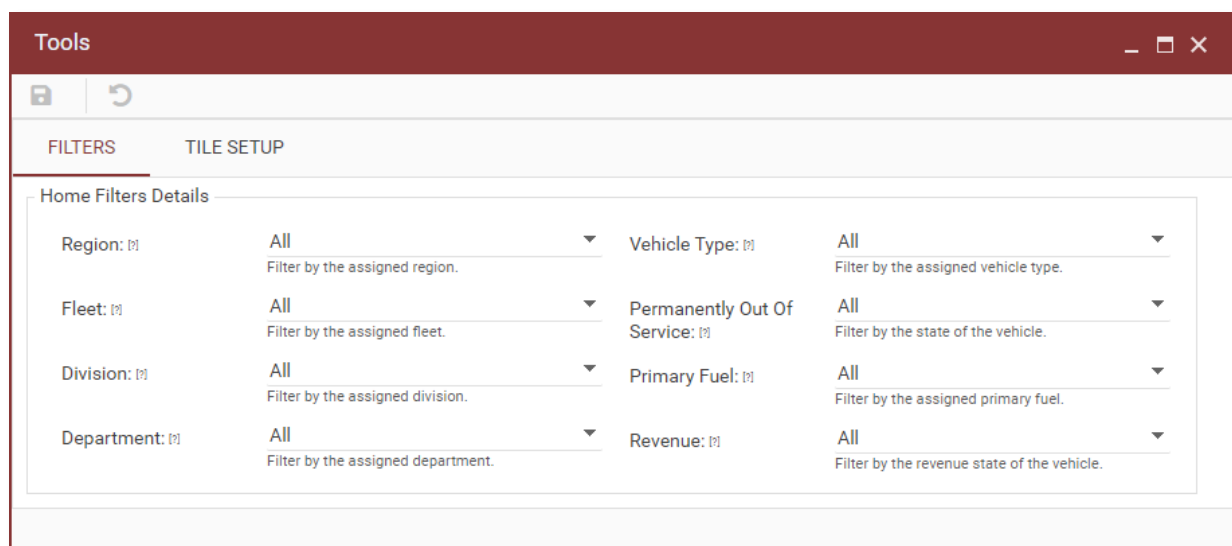 Tools
FILTERS TILE SETUP
Home Filters Details
Region: [?] All Vehicle Type: [?] All
Filter by the assigned region. Filter by the assigned vehicle type.
Fleet: [?] All Permanently Out Of Service: [?] All
Filter by the assigned fleet. Filter by the state of the vehicle.
Division: [?] All Primary Fuel: [?] All
Filter by the assigned division. Filter by the assigned primary fuel.
Department: [?] All Revenue: [?] All
Filter by the assigned department. Filter by the revenue state of the vehicle.